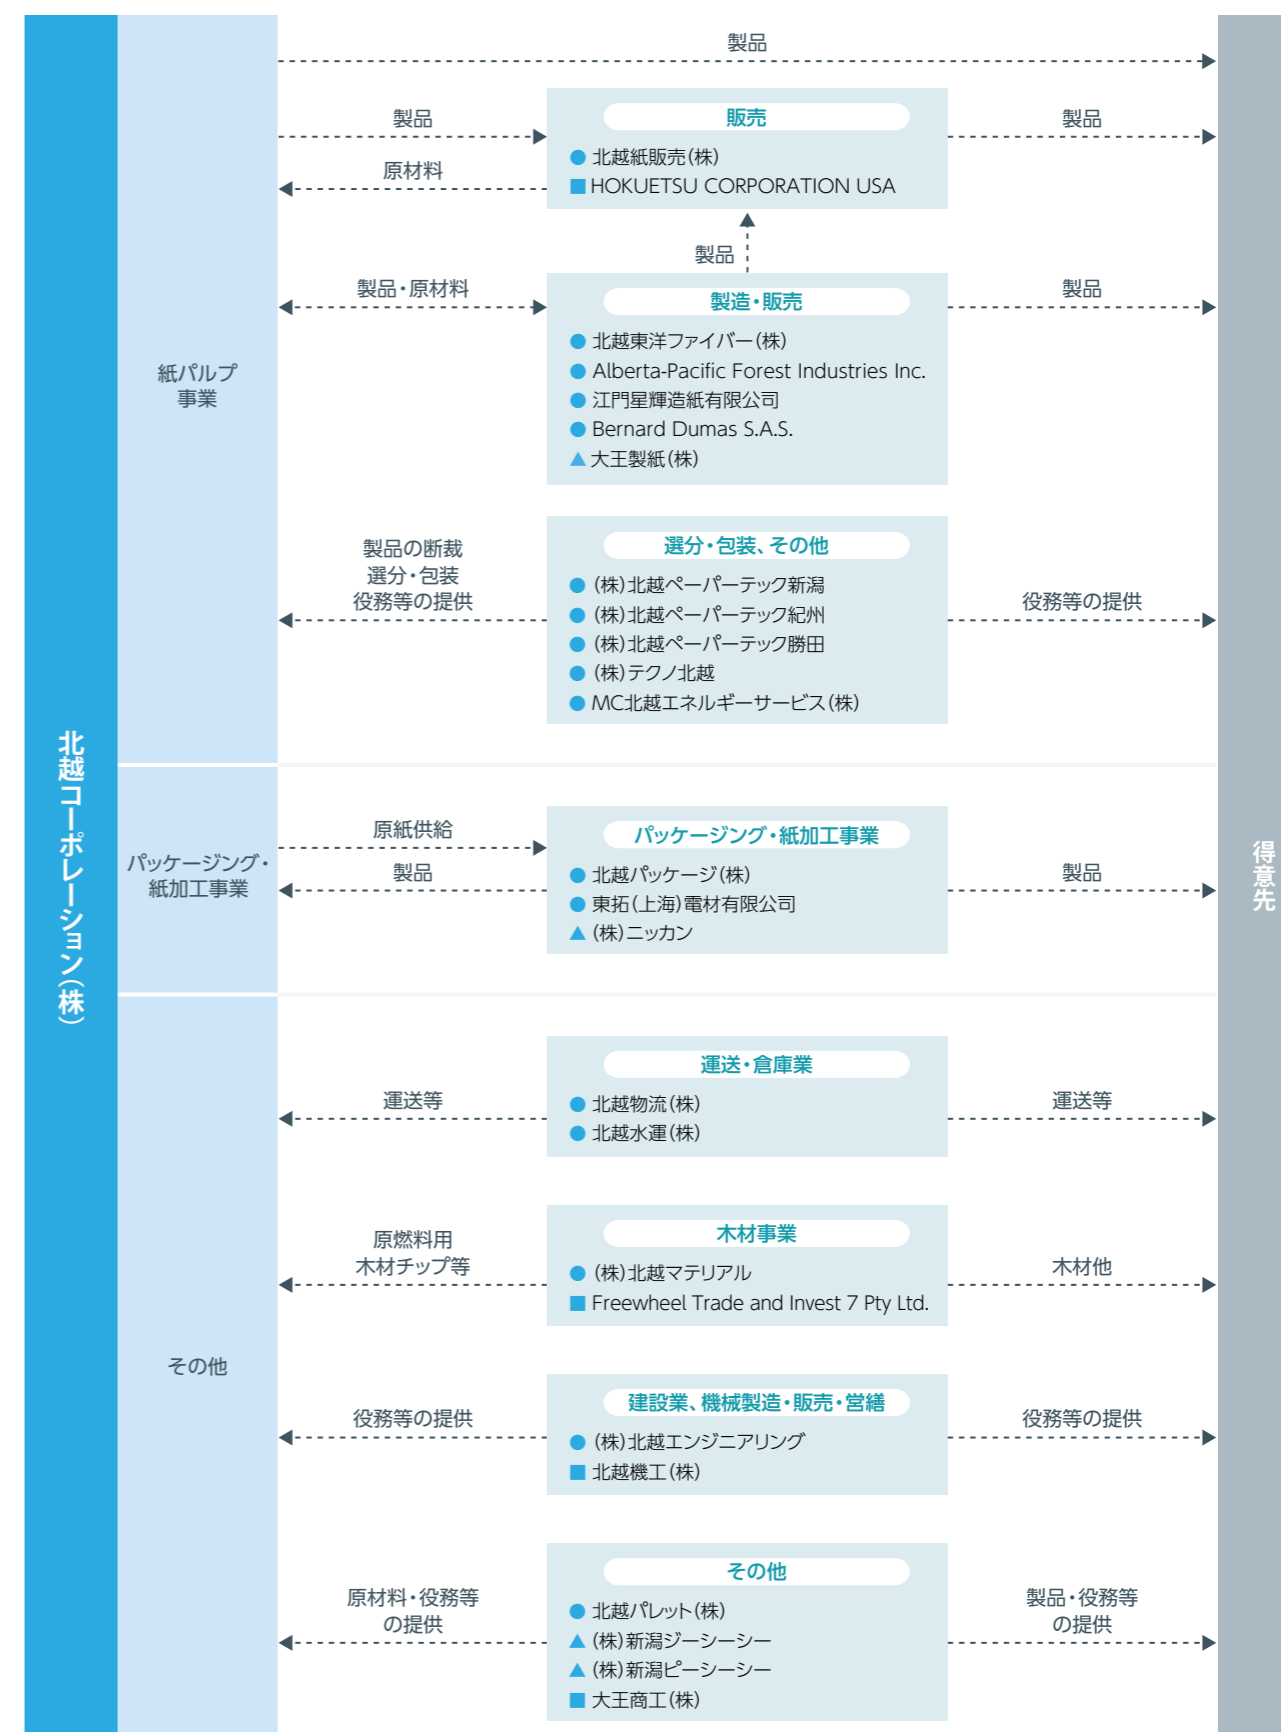 北越コーポレーション(株)
紙パルプ
事業
製品
製品
原材料
販売
● 北越紙販売(株)
■ HOKUETSU CORPORATION USA
製品
製品
製品・原材料
製造・販売
● 北越東洋ファイバー(株)
● Alberta-Pacific Forest Industries Inc.
● 江門星輝造紙有限公司
● Bernard Dumas S.A.S.
▲ 大王製紙(株)
製品
製品の断裁
選分・包装
役務等の提供
選分・包装、その他
● (株)北越ペーパーテック新潟
● (株)北越ペーパーテック紀州
● (株)北越ペーパーテック勝田
● (株)テクノ北越
● MC北越エネルギーサービス(株)
役務等の提供
パッケージング・
紙加工事業
原紙供給
製品
パッケージング・紙加工事業
● 北越パッケージ(株)
● 東拓(上海)電材有限公司
▲ (株)ニッカン
製品
その他
運送等
運送・倉庫業
● 北越物流(株)
● 北越水運(株)
運送等
原燃料用
木材チップ等
木材事業
● (株)北越マテリアル
■ Freewheel Trade and Invest 7 Pty Ltd.
木材他
役務等の提供
建設業、機械製造・販売・営繕
● (株)北越エンジニアリング
■ 北越機工(株)
役務等の提供
原材料・役務等
の提供
その他
● 北越パレット(株)
▲ (株)新潟ジーシーシー
▲ (株)新潟ピーシーシー
■ 大王商工(株)
製品・役務等
の提供
得意先